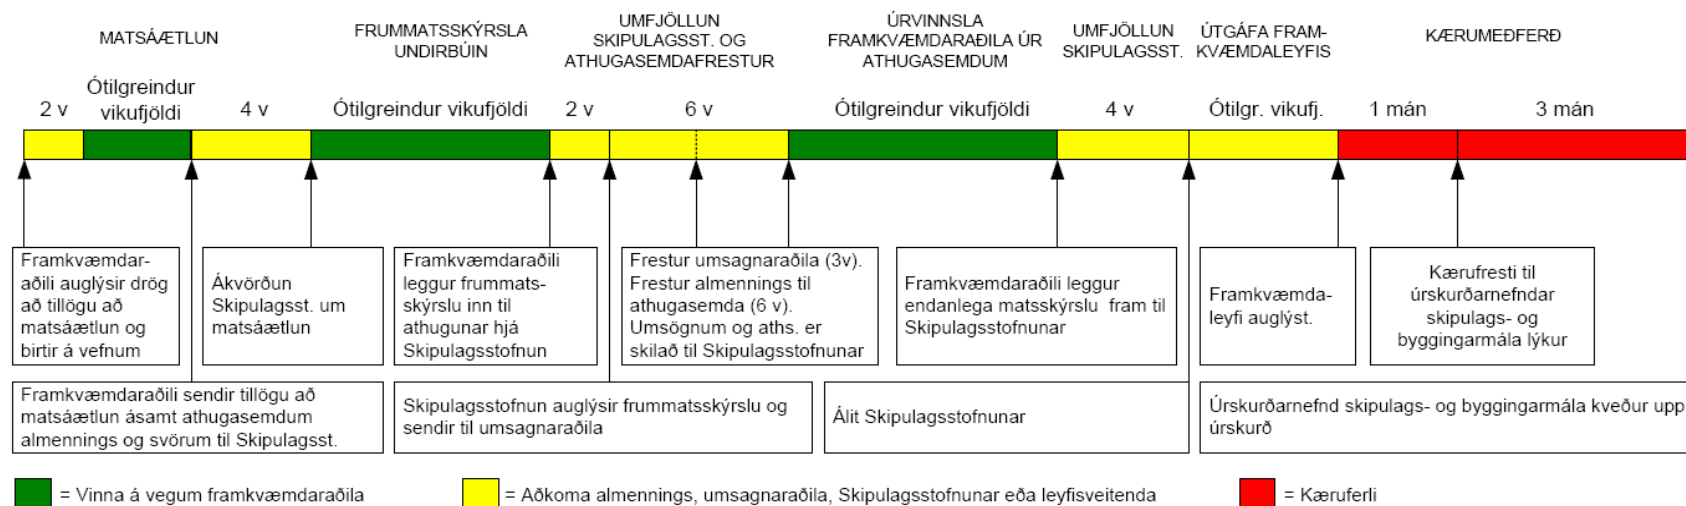 MATSÁÆTLUN
FRUMMATSSKÝRSLA
UNDIRBÚIN
UMFJÖLLUN
SKIPULAGSST. OG
ATHUGASEMDAFRESTUR
ÚRVINNSLA
FRAMKVÆMDARAÐILA ÚR
ATHUGASEMDUM
UMFJÖLLUN
SKIPULAGSST.
ÚTGÁFA FRAM-
KVÆMDALEYFIS
KÆRUMEÐFERÐ
2 v
Ótilgreindur
vikufjöldi
4 v
Ótilgreindur vikufjöldi
2 v
6 v
Ótilgreindur vikufjöldi
4 v
Ótilgr. vikufj.
1 mán
3 mán
Framkvæmdar-
aðili auglýsir drög
að tillögu að
matsáætlun og
birtir á vefnum
Ákvörðun
Skipulagsst. um
matsáætlun
Framkvæmdaraðili
leggur frummats-
skýrslu inn til
athugunar hjá
Skipulagsstofnun
Frestur umsagnaraðila (3v).
Frestur almennings til
athugasemda (6 v).
Umsögnum og aths. er
skilað til Skipulagsstofnunar
Framkvæmdaraðili leggur
endanlega matsskýrslu fram til
Skipulagsstofnunar
Framkvæmda-
leyfi auglýst.
Kærufresti til
úrskurðarnefndar
skipulags- og
byggingarmála lýkur
Framkvæmdaraðili sendir tillögu að
matsáætlun ásamt athugasemdum
almennings og svörum til Skipulagsst.
Skipulagsstofnun auglýsir frummatsskýrslu og
sendir til umsagnaraðila
Álit Skipulagsstofnunar
Úrskurðarnefnd skipulags- og byggingarmála kveður upp
úrskurð
= Vinna á vegum framkvæmdaraðila
= Aðkoma almennings, umsagnaraðila, Skipulagsstofnunar eða leyfisveitenda
= Kæruferli